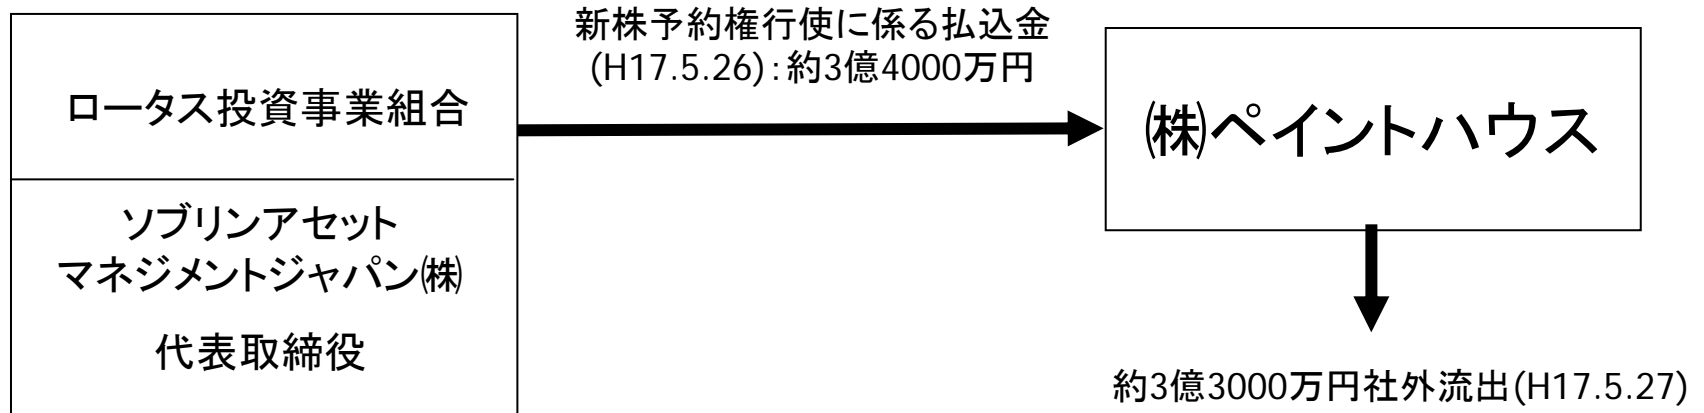 新株予約権行使に係る払込金
(H17.5.26)：約3億4000万円
ロータス投資事業組合
㈱ペイントハウス
ソブリンアセット
マネジメントジャパン㈱
代表取締役
約3億3000万円社外流出(H17.5.27)